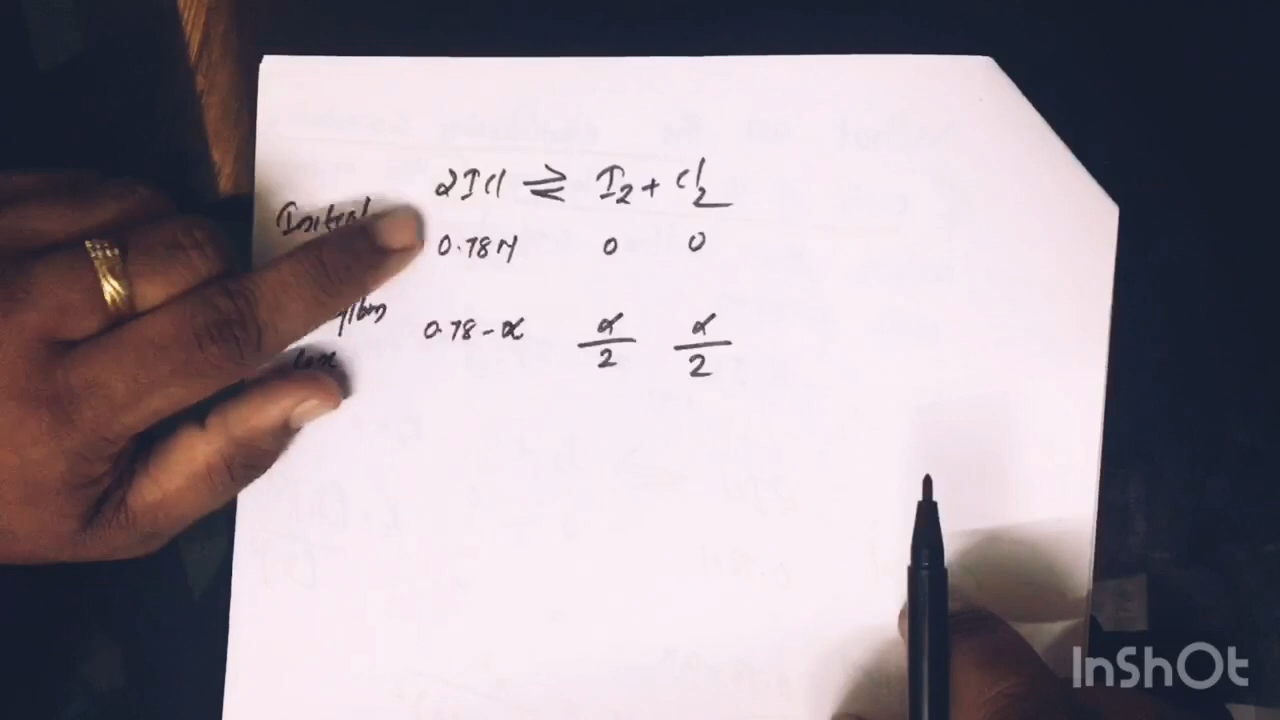 2ICl ⇌ I2 + Cl2
Initial 0.78M 0 0
0.78-α α/2 α/2
InShOt